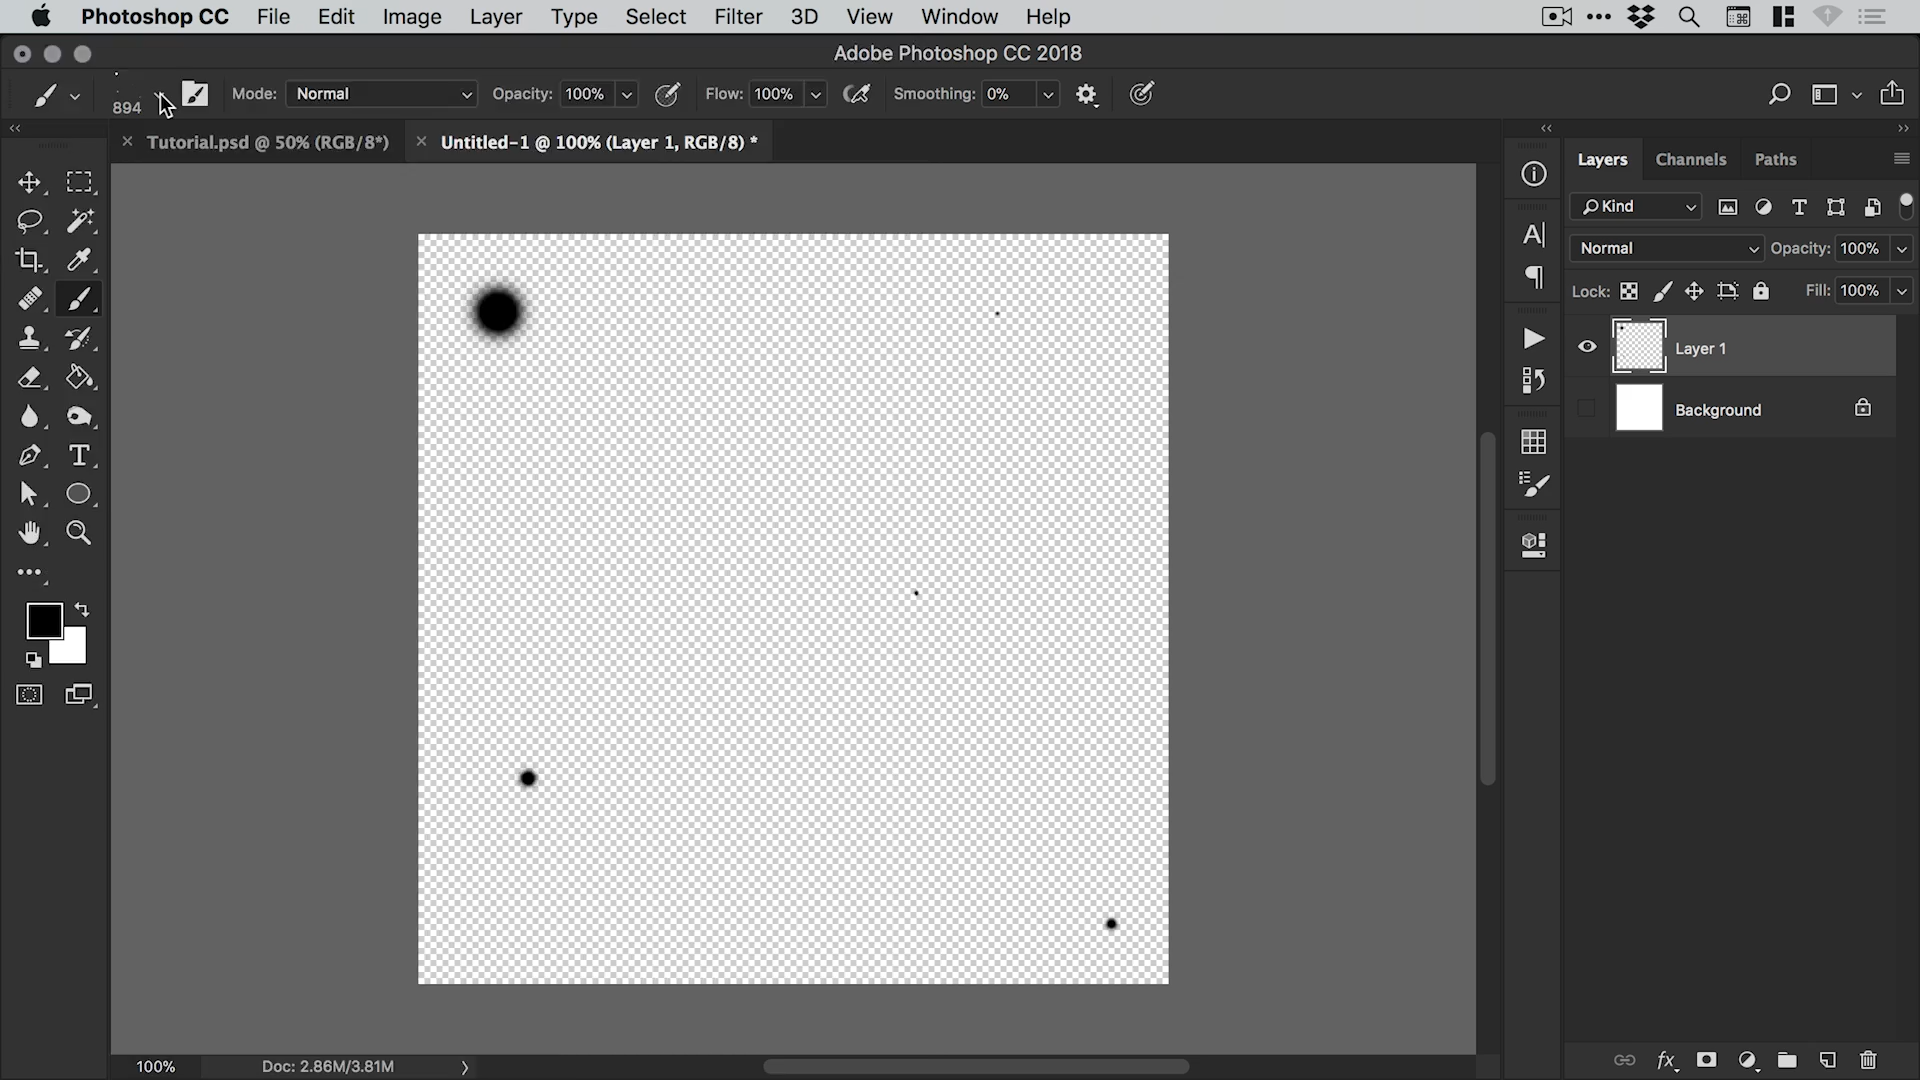 Photoshop CC File Edit Image Layer Type Select Filter 3D View Window Help
Adobe Photoshop CC 2018
894 Mode: Normal Opacity: 100% Flow: 100% Smoothing: 0%
Tutorial.psd @ 50% (RGB/8*) Untitled-1 @ 100% (Layer 1, RGB/8) *
Layers Channels Paths
Kind
Normal Opacity: 100%
Lock: Fill: 100%
Layer 1
Background
100% Doc: 2.86M/3.81M